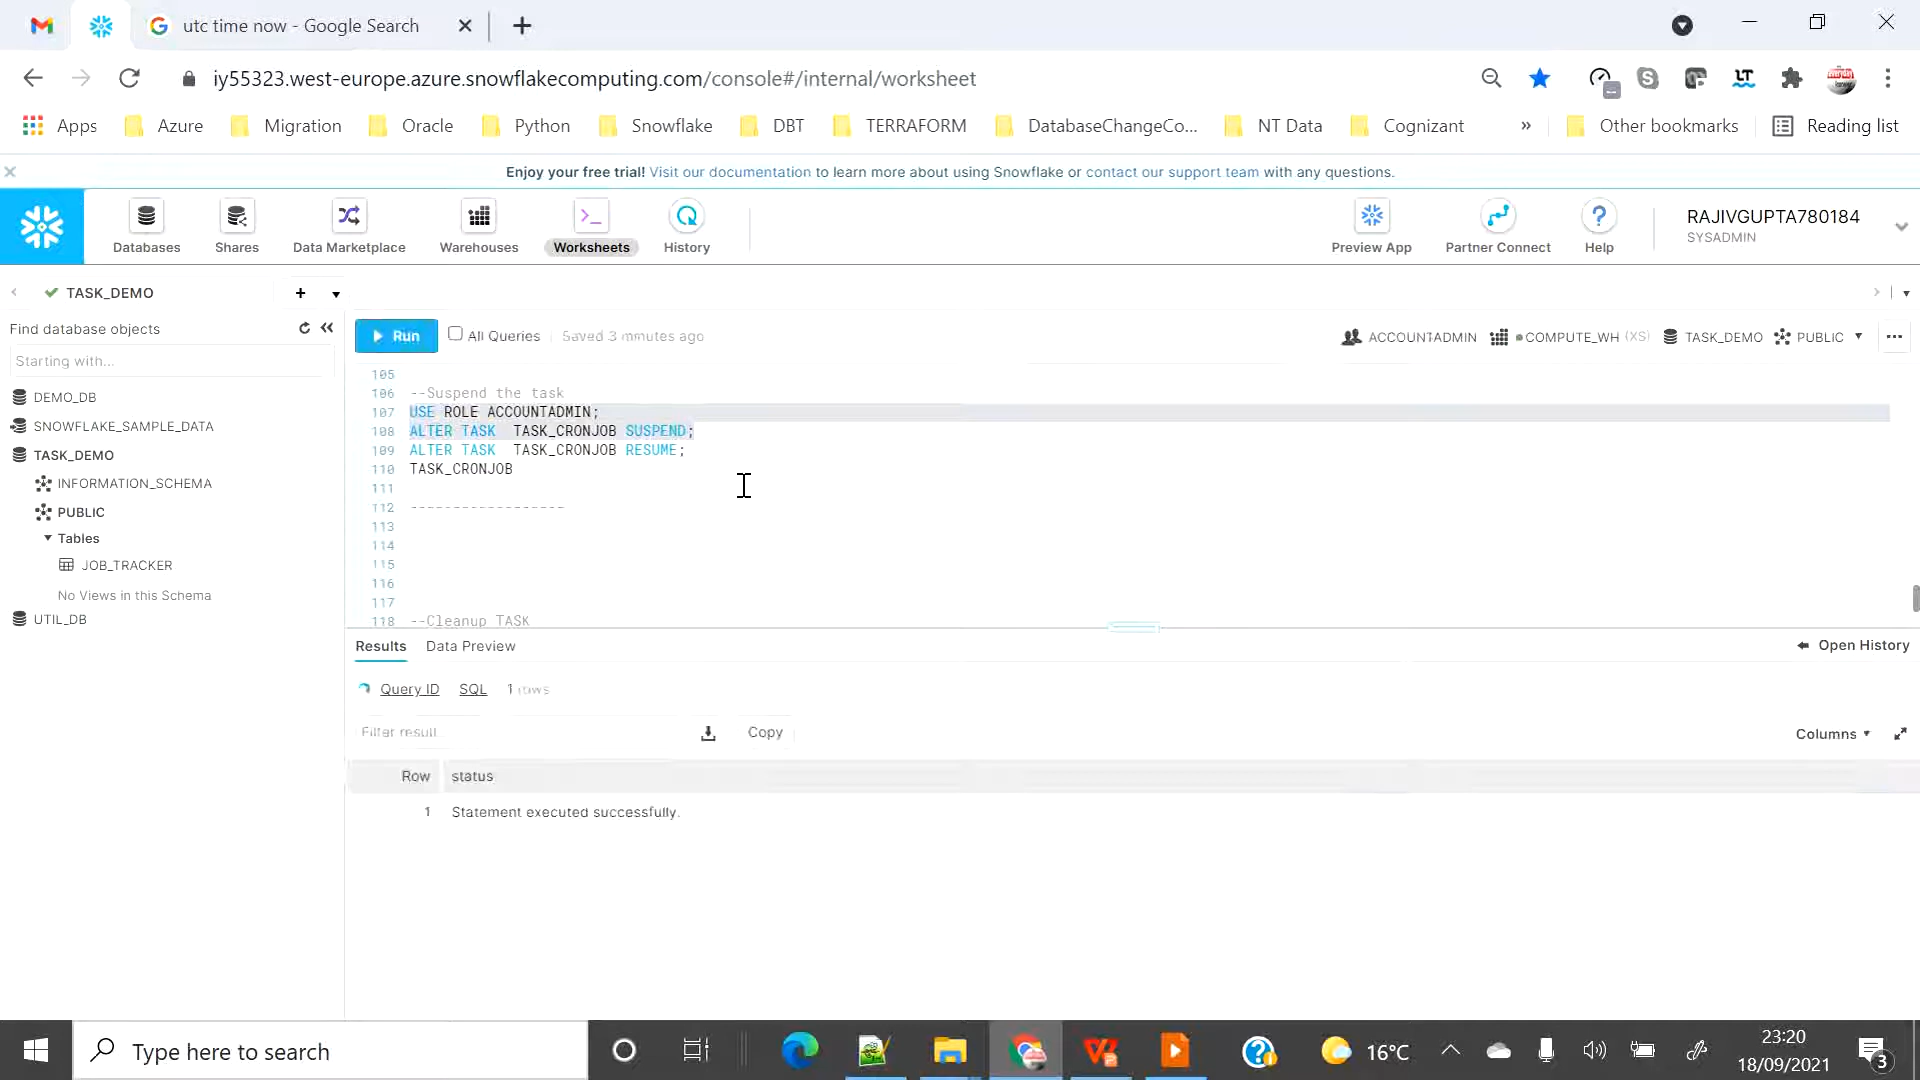 utc time now - Google Search
iy55323.west-europe.azure.snowflakecomputing.com/console#/internal/worksheet
Apps Azure Migration Oracle Python Snowflake DBT TERRAFORM DatabaseChangeCo... NT Data Cognizant » Other bookmarks Reading list
Enjoy your free trial! Visit our documentation to learn more about using Snowflake or contact our support team with any questions.
Databases Shares Data Marketplace Warehouses Worksheets History Preview App Partner Connect Help
RAJIVGUPTA780184
SYSADMIN
TASK_DEMO
Find database objects
Starting with...
DEMO_DB
SNOWFLAKE_SAMPLE_DATA
TASK_DEMO
INFORMATION_SCHEMA
PUBLIC
Tables
JOB_TRACKER
No Views in this Schema
UTIL_DB
Run All Queries Saved 3 minutes ago
ACCOUNTADMIN COMPUTE_WH (XS) TASK_DEMO PUBLIC
105
106 --Suspend the task
107 USE ROLE ACCOUNTADMIN;
108 ALTER TASK TASK_CRONJOB SUSPEND;
109 ALTER TASK TASK_CRONJOB RESUME;
110 TASK_CRONJOB
111
112 ------------------
113
114
115
116
117
118 --Cleanup TASK
Results Data Preview Open History
Query ID SQL 1 rows
Filter result... Copy Columns
Row status
1 Statement executed successfully.
Type here to search
16°C
23:20
18/09/2021
3